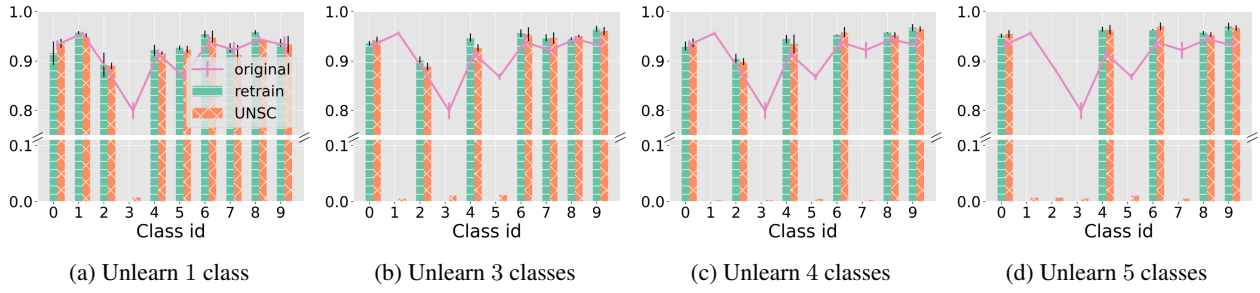 1.0
0.9
0.8
0.1
0.0
original
retrain
UNSC
0 1 2 3 4 5 6 7 8 9
Class id
(a) Unlearn 1 class
1.0
0.9
0.8
0.1
0.0
0 1 2 3 4 5 6 7 8 9
Class id
(b) Unlearn 3 classes
1.0
0.9
0.8
0.1
0.0
0 1 2 3 4 5 6 7 8 9
Class id
(c) Unlearn 4 classes
1.0
0.9
0.8
0.1
0.0
0 1 2 3 4 5 6 7 8 9
Class id
(d) Unlearn 5 classes